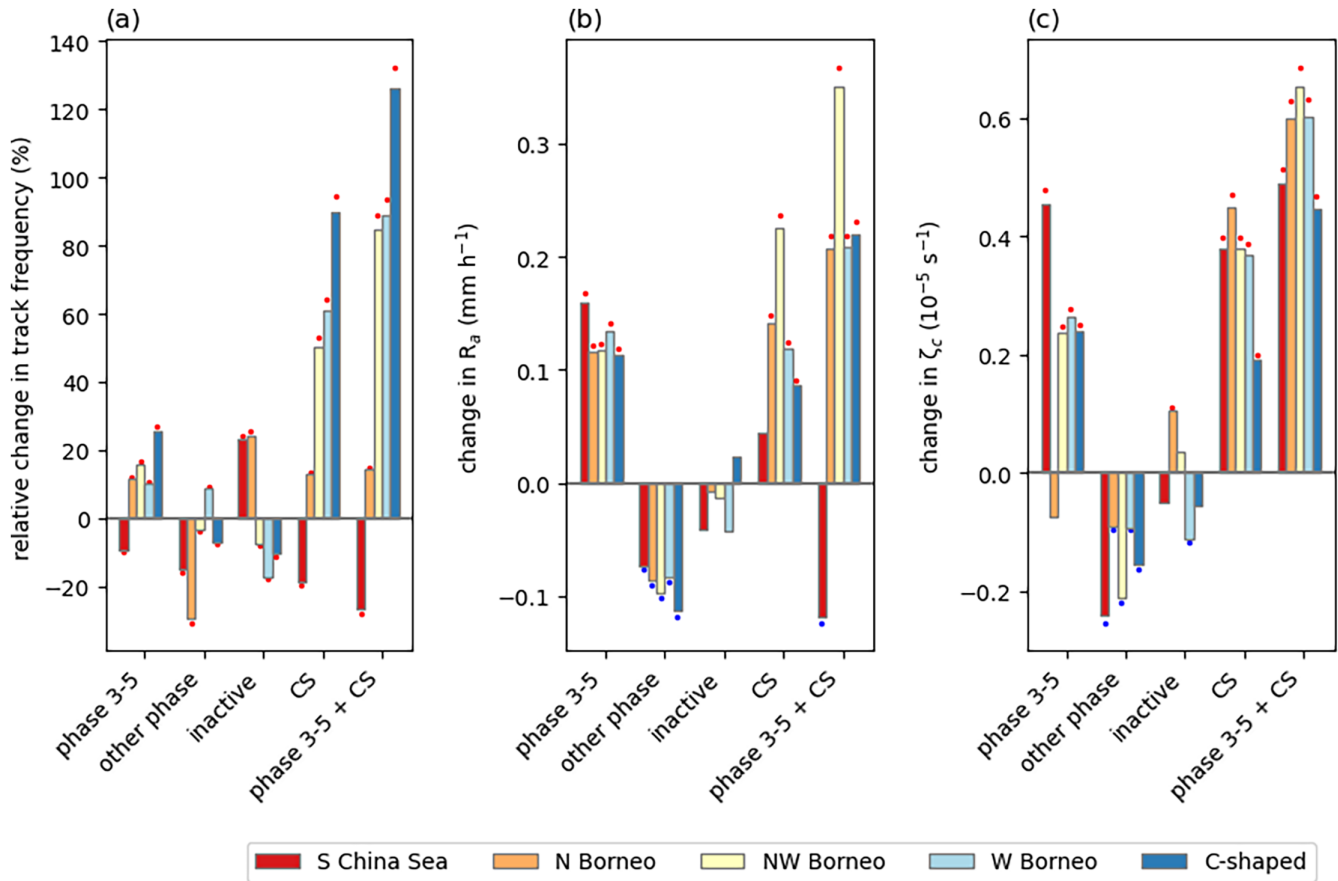 (a)
relative change in track frequency (%)
140
120
100
80
60
40
20
0
−20
phase 3-5
other phase
inactive
CS
phase 3-5 + CS
(b)
change in Rₐ (mm h⁻¹)
0.3
0.2
0.1
0.0
−0.1
phase 3-5
other phase
inactive
CS
phase 3-5 + CS
(c)
change in ζ_c (10⁻⁵ s⁻¹)
0.6
0.4
0.2
0.0
−0.2
phase 3-5
other phase
inactive
CS
phase 3-5 + CS
S China Sea N Borneo NW Borneo W Borneo C-shaped